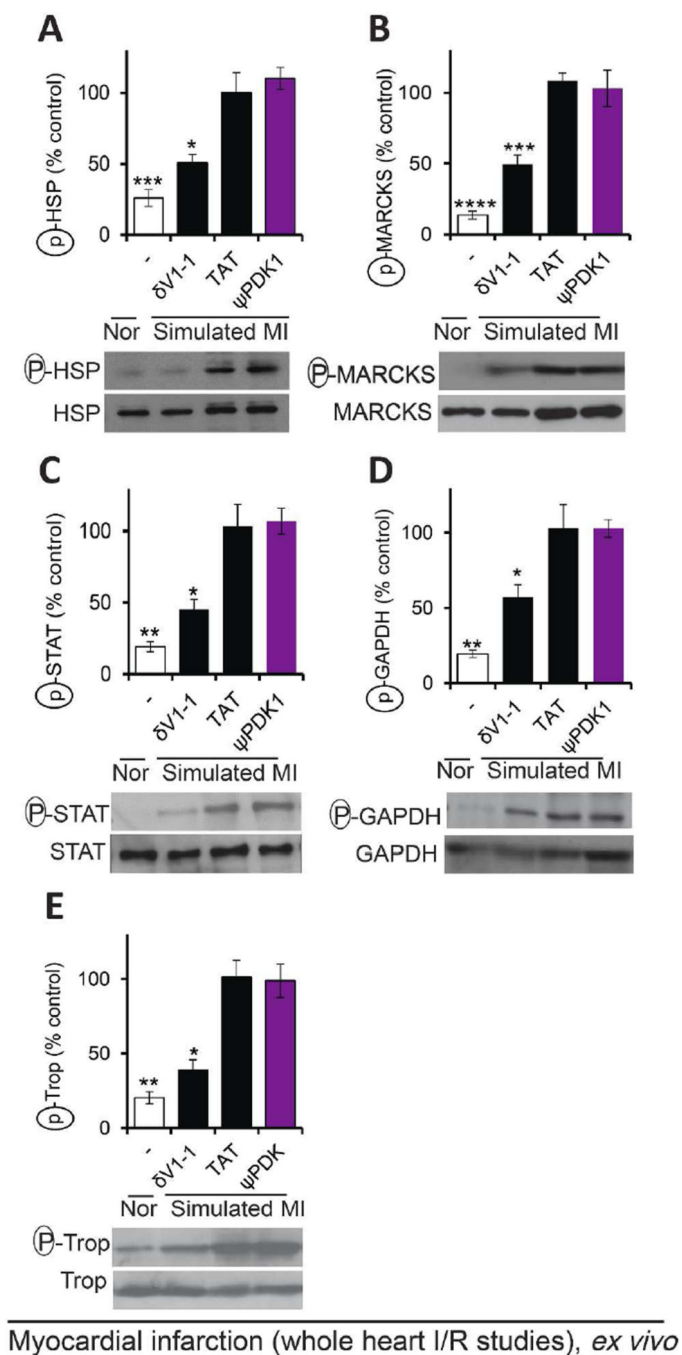 A
ⓟ-HSP (% control)
100
50
0
***
*
-
δV1-1
TAT
ψPDK1
Nor Simulated MI
Ⓟ-HSP
HSP
B
ⓟ-MARCKS (% control)
100
50
0
****
***
-
δV1-1
TAT
ψPDK1
Nor Simulated MI
Ⓟ-MARCKS
MARCKS
C
ⓟ-STAT (% control)
100
50
0
**
*
-
δV1-1
TAT
ψPDK1
Nor Simulated MI
Ⓟ-STAT
STAT
D
ⓟ-GAPDH (% control)
100
50
0
**
*
-
δV1-1
TAT
ψPDK1
Nor Simulated MI
Ⓟ-GAPDH
GAPDH
E
ⓟ-Trop (% control)
100
50
0
**
*
-
δV1-1
TAT
ψPDK
Nor Simulated MI
Ⓟ-Trop
Trop
Myocardial infarction (whole heart I/R studies), ex vivo